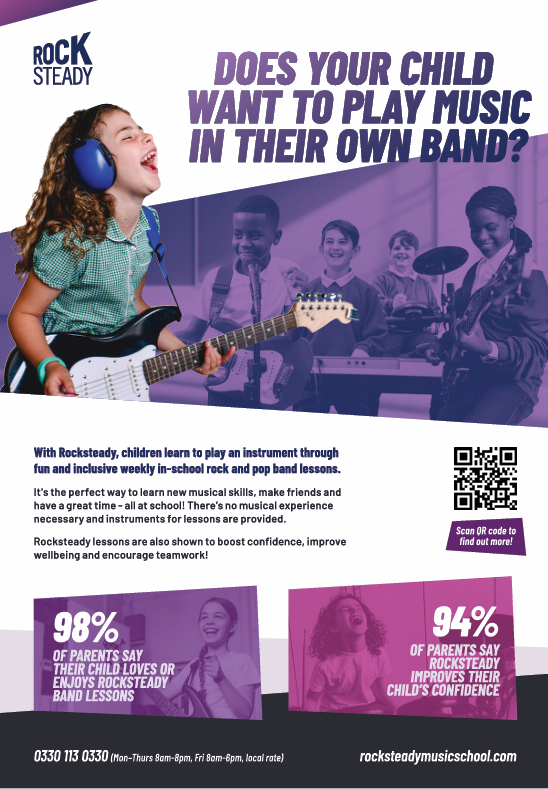 ROCK
STEADY
DOES YOUR CHILD
WANT TO PLAY MUSIC
IN THEIR OWN BAND?
With Rocksteady, children learn to play an instrument through
fun and inclusive weekly in-school rock and pop band lessons.
It's the perfect way to learn new musical skills, make friends and
have a great time - all at school! There's no musical experience
necessary and instruments for lessons are provided.
Rocksteady lessons are also shown to boost confidence, improve
wellbeing and encourage teamwork!
Scan QR code to
find out more!
98%
OF PARENTS SAY
THEIR CHILD LOVES OR
ENJOYS ROCKSTEADY
BAND LESSONS
94%
OF PARENTS SAY
ROCKSTEADY
IMPROVES THEIR
CHILD'S CONFIDENCE
0330 113 0330 (Mon–Thurs 8am-8pm, Fri 8am-6pm, local rate)
rocksteadymusicschool.com